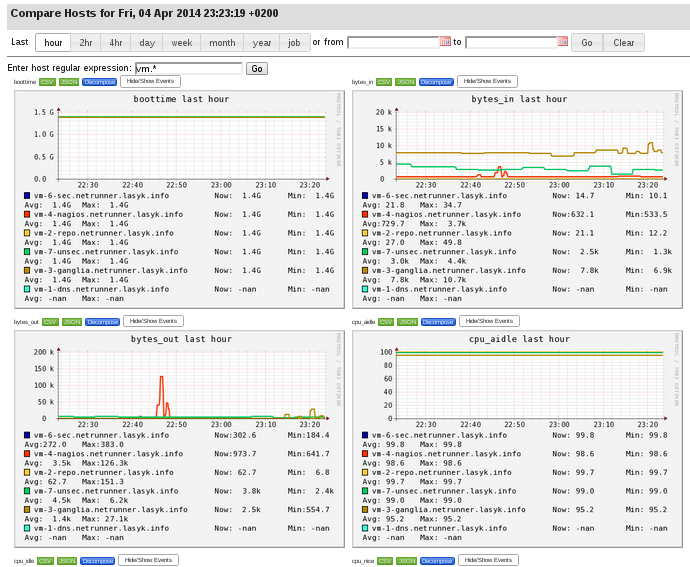 Compare Hosts for Fri, 04 Apr 2014 23:23:19 +0200
Last hour 2hr 4hr day week month year job or from to Go Clear
Enter host regular expression: vm.* Go
boottime CSV JSON Decompose Hide/Show Events
boottime last hour
1.5 G
1.0 G
0.5 G
0.0
22:30 22:40 22:50 23:00 23:10 23:20
vm-6-sec.netrunner.lasyk.info Now: 1.4G Min: 1.4G
Avg: 1.4G Max: 1.4G
vm-4-nagios.netrunner.lasyk.info Now: 1.4G Min: 1.4G
Avg: 1.4G Max: 1.4G
vm-2-repo.netrunner.lasyk.info Now: 1.4G Min: 1.4G
Avg: 1.4G Max: 1.4G
vm-7-unsec.netrunner.lasyk.info Now: 1.4G Min: 1.4G
Avg: 1.4G Max: 1.4G
vm-3-ganglia.netrunner.lasyk.info Now: 1.4G Min: 1.4G
Avg: 1.4G Max: 1.4G
vm-1-dns.netrunner.lasyk.info Now: -nan Min: -nan
Avg: -nan Max: -nan
bytes_in CSV JSON Decompose Hide/Show Events
bytes_in last hour
20 k
15 k
10 k
5 k
0
22:30 22:40 22:50 23:00 23:10 23:20
vm-6-sec.netrunner.lasyk.info Now: 14.7 Min: 10.1
Avg: 21.8 Max: 34.7
vm-4-nagios.netrunner.lasyk.info Now:632.1 Min:533.5
Avg:729.7 Max: 3.7k
vm-2-repo.netrunner.lasyk.info Now: 21.1 Min: 12.2
Avg: 27.0 Max: 49.8
vm-7-unsec.netrunner.lasyk.info Now: 2.5k Min: 1.3k
Avg: 3.0k Max: 4.4k
vm-3-ganglia.netrunner.lasyk.info Now: 7.8k Min: 6.9k
Avg: 7.8k Max: 10.7k
vm-1-dns.netrunner.lasyk.info Now: -nan Min: -nan
Avg: -nan Max: -nan
bytes_out CSV JSON Decompose Hide/Show Events
bytes_out last hour
200 k
150 k
100 k
50 k
0
22:30 22:40 22:50 23:00 23:10 23:20
vm-6-sec.netrunner.lasyk.info Now:302.6 Min:184.4
Avg:272.0 Max:383.0
vm-4-nagios.netrunner.lasyk.info Now:973.7 Min:641.7
Avg: 3.5k Max:126.3k
vm-2-repo.netrunner.lasyk.info Now: 62.7 Min: 6.8
Avg: 62.7 Max:151.3
vm-7-unsec.netrunner.lasyk.info Now: 3.8k Min: 2.4k
Avg: 4.5k Max: 6.2k
vm-3-ganglia.netrunner.lasyk.info Now: 2.5k Min:554.7
Avg: 1.4k Max: 27.1k
vm-1-dns.netrunner.lasyk.info Now: -nan Min: -nan
Avg: -nan Max: -nan
cpu_aidle CSV JSON Decompose Hide/Show Events
cpu_aidle last hour
100
80
60
40
20
0
22:30 22:40 22:50 23:00 23:10 23:20
vm-6-sec.netrunner.lasyk.info Now: 99.8 Min: 99.8
Avg: 99.8 Max: 99.8
vm-4-nagios.netrunner.lasyk.info Now: 98.6 Min: 98.6
Avg: 98.6 Max: 98.6
vm-2-repo.netrunner.lasyk.info Now: 99.7 Min: 99.7
Avg: 99.7 Max: 99.7
vm-7-unsec.netrunner.lasyk.info Now: 99.0 Min: 99.0
Avg: 99.0 Max: 99.0
vm-3-ganglia.netrunner.lasyk.info Now: 95.2 Min: 95.2
Avg: 95.2 Max: 95.2
vm-1-dns.netrunner.lasyk.info Now: -nan Min: -nan
Avg: -nan Max: -nan
cpu_idle CSV JSON Decompose Hide/Show Events
cpu_nice CSV JSON Decompose Hide/Show Events